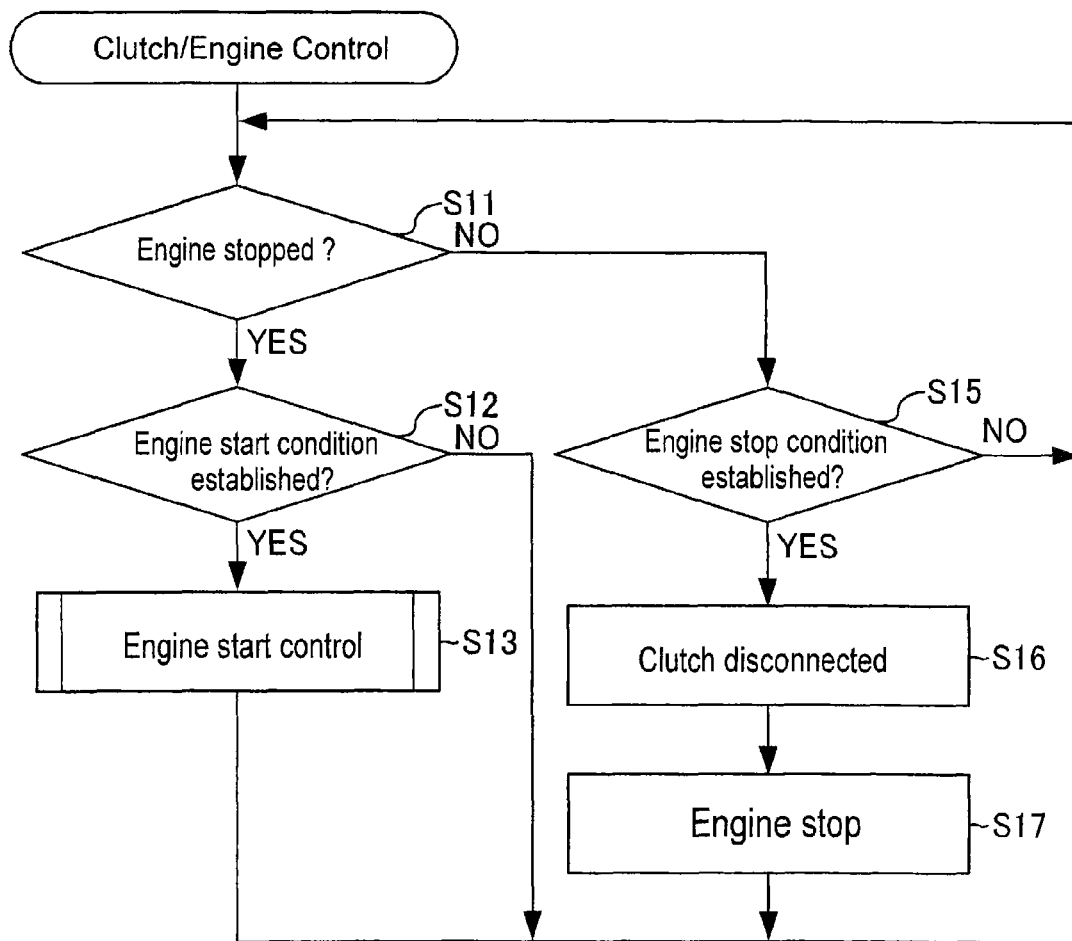 Clutch/Engine Control
S11
Engine stopped ?
NO
YES
S12
Engine start condition
established?
NO
YES
S15
Engine stop condition
established?
NO
YES
Engine start control
S13
Clutch disconnected
S16
Engine stop
S17